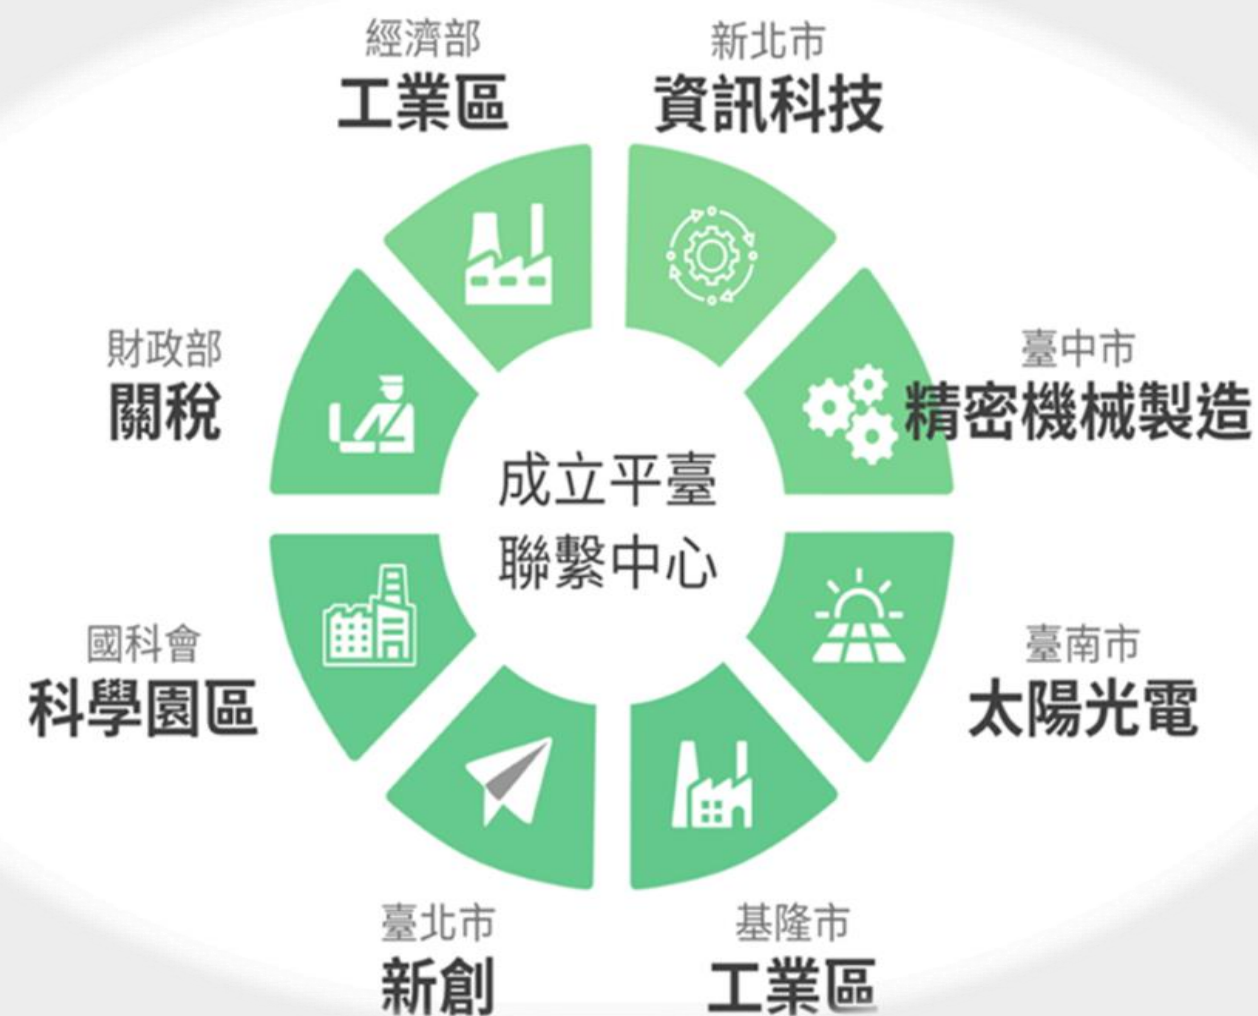 經濟部
工業區
新北市
資訊科技
財政部
關稅
臺中市
精密機械製造
成立平臺
聯繫中心
國科會
科學園區
臺南市
太陽光電
臺北市
新創
基隆市
工業區